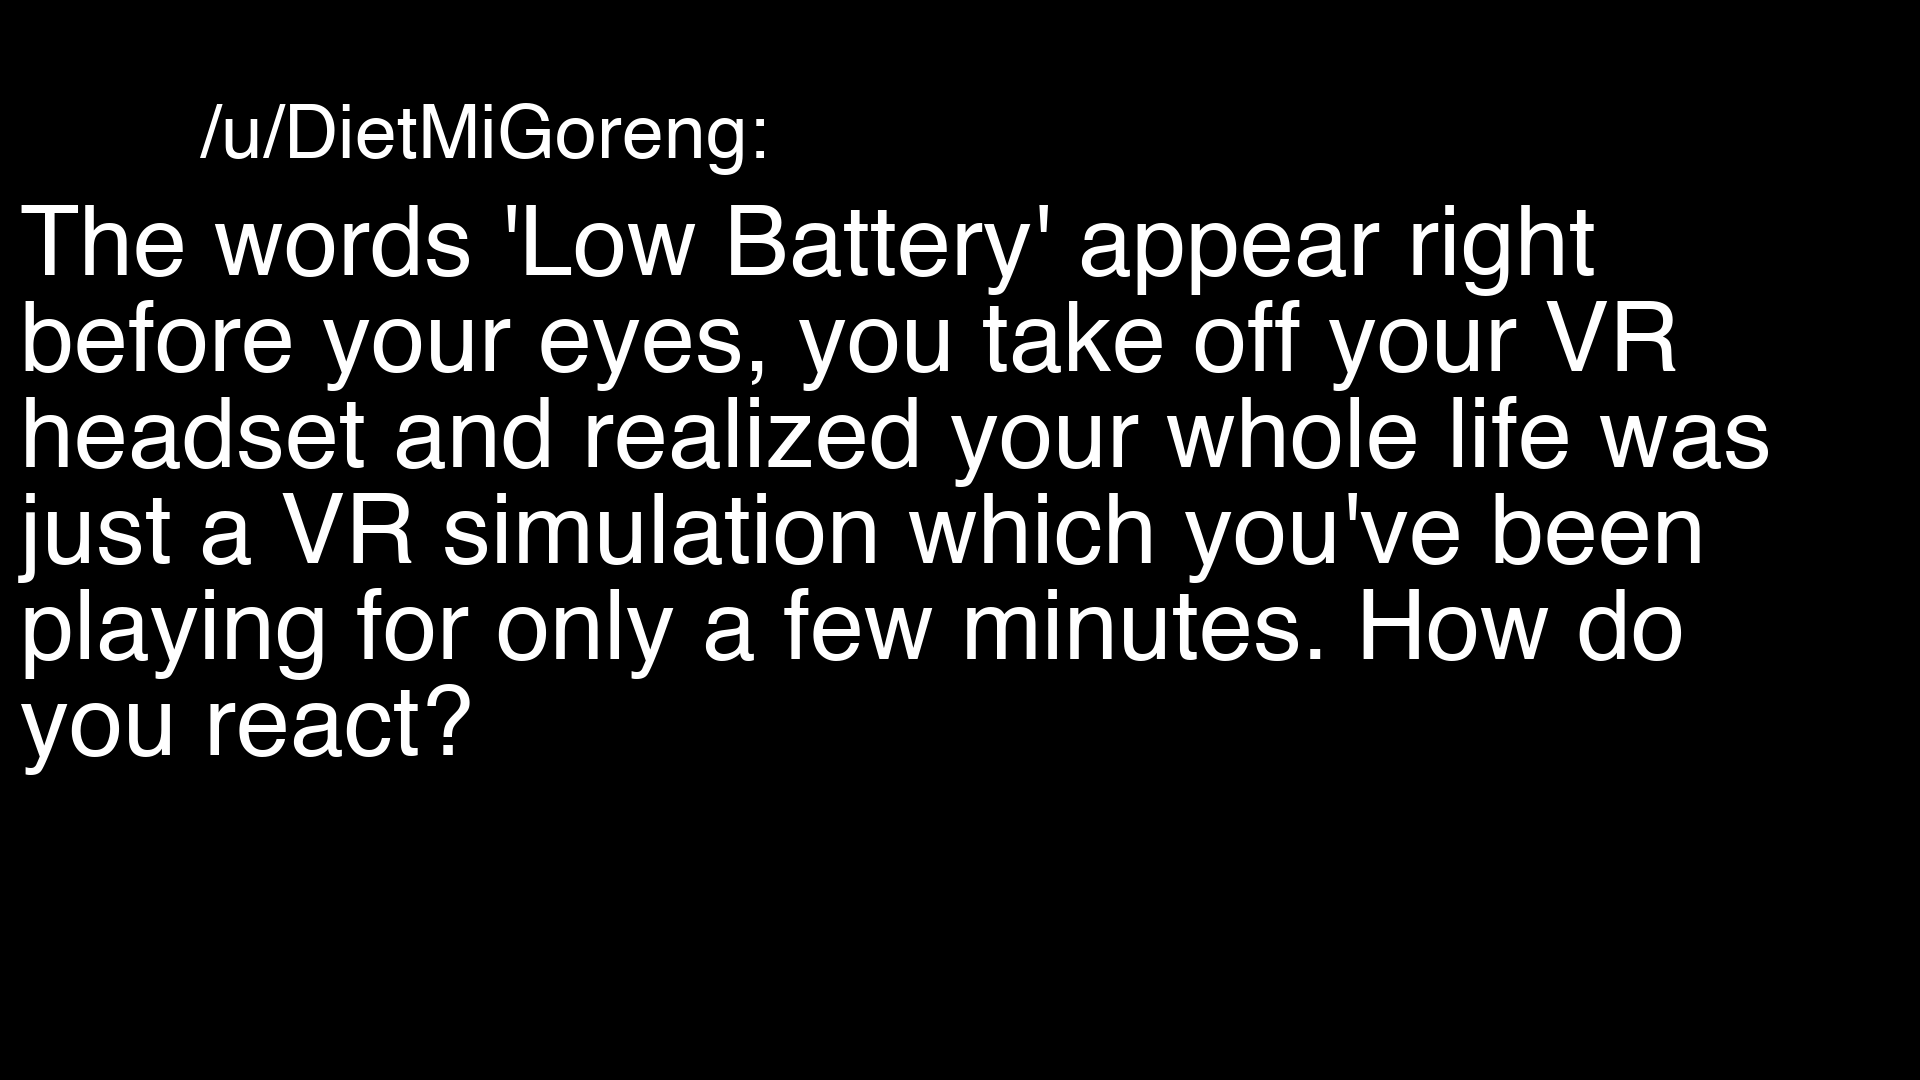 /u/DietMiGoreng:
The words 'Low Battery' appear right
before your eyes, you take off your VR
headset and realized your whole life was
just a VR simulation which you've been
playing for only a few minutes. How do
you react?